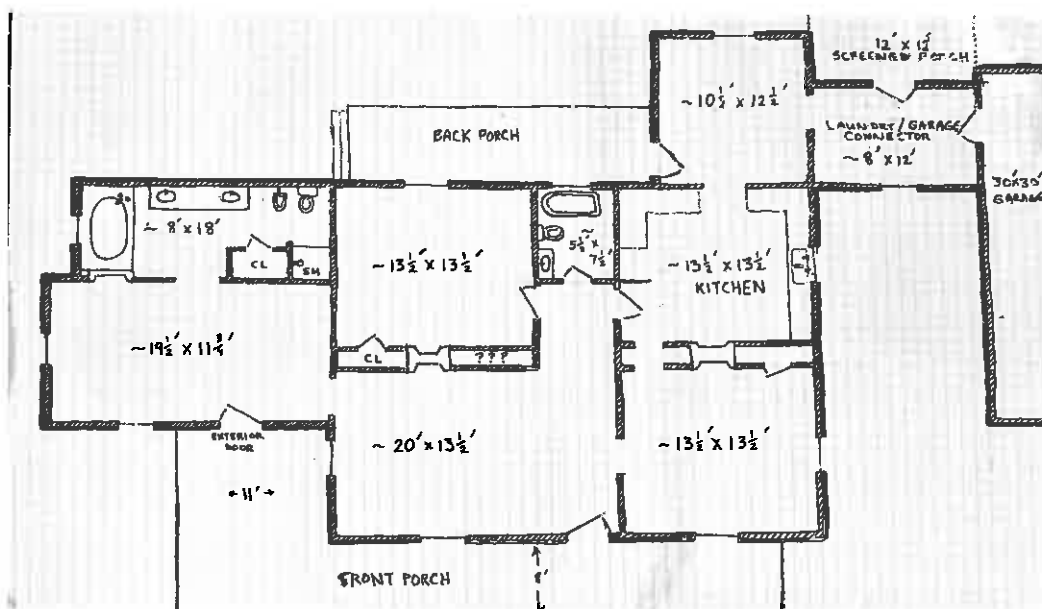 12' x 12'
SCREENED PORCH
~10½' x 12½'
BACK PORCH
LAUNDRY/GARAGE
CONNECTOR
~8' x 12'
30'x30'
GARAGE
~ 8' x 18'
~
5½' x
7½'
CL
SH
~13½' x 13½'
~13½' x 13½'
KITCHEN
~19½' x 11¾'
CL
???
~ 20' x 13½'
~13½' x 13½'
EXTERIOR
DOOR
11'
FRONT PORCH
8'